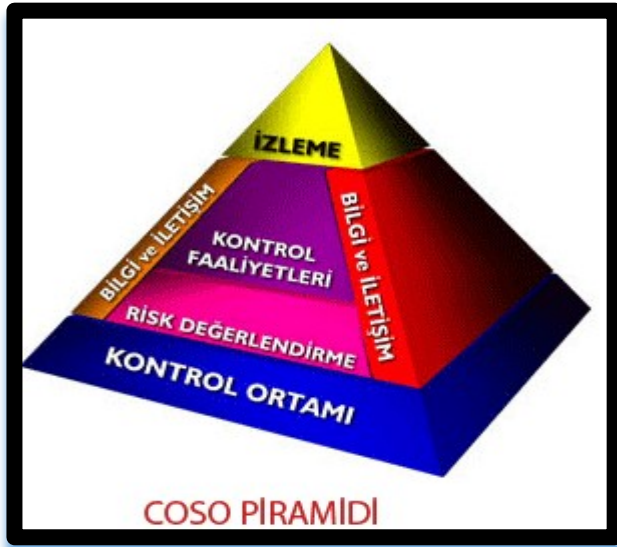 İZLEME
BİLGİ ve İLETİŞİM
KONTROL
FAALİYETLERİ
BİLGİ ve İLETİŞİM
RİSK DEĞERLENDİRME
KONTROL ORTAMI
COSO PİRAMİDİ